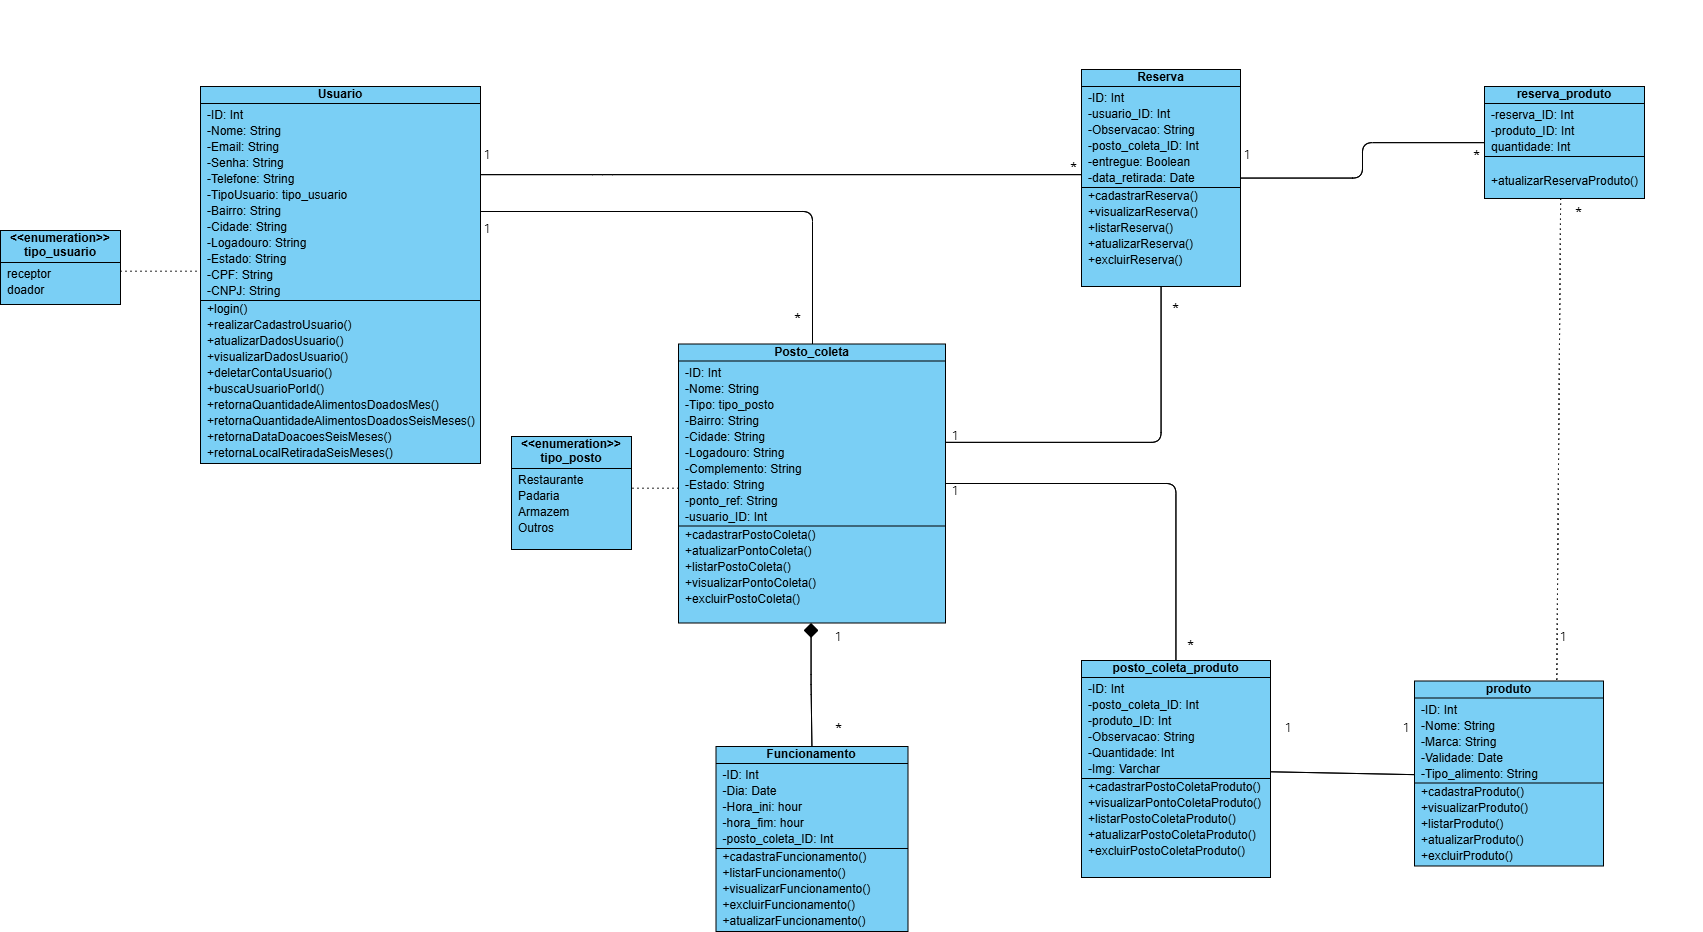 Usuario
-ID: Int
-Nome: String
-Email: String
-Senha: String
-Telefone: String
-TipoUsuario: tipo_usuario
-Bairro: String
-Cidade: String
-Logadouro: String
-Estado: String
-CPF: String
-CNPJ: String
+login()
+realizarCadastroUsuario()
+atualizarDadosUsuario()
+visualizarDadosUsuario()
+deletarContaUsuario()
+buscaUsuarioPorId()
+retornaQuantidadeAlimentosDoadosMes()
+retornaQuantidadeAlimentosDoadosSeisMeses()
+retornaDataDoacoesSeisMeses()
+retornaLocalRetiradaSeisMeses()
<<enumeration>>
tipo_usuario
receptor
doador
1
*
1
*
Reserva
-ID: Int
-usuario_ID: Int
-Observacao: String
-posto_coleta_ID: Int
-entregue: Boolean
-data_retirada: Date
+cadastrarReserva()
+visualizarReserva()
+listarReserva()
+atualizarReserva()
+excluirReserva()
1
*
*
reserva_produto
-reserva_ID: Int
-produto_ID: Int
quantidade: Int
+atualizarReservaProduto()
*
1
Posto_coleta
-ID: Int
-Nome: String
-Tipo: tipo_posto
-Bairro: String
-Cidade: String
-Logadouro: String
-Complemento: String
-Estado: String
-ponto_ref: String
-usuario_ID: Int
+cadastrarPostoColeta()
+atualizarPontoColeta()
+listarPostoColeta()
+visualizarPontoColeta()
+excluirPostoColeta()
1
1
1
*
*
<<enumeration>>
tipo_posto
Restaurante
Padaria
Armazem
Outros
Funcionamento
-ID: Int
-Dia: Date
-Hora_ini: hour
-hora_fim: hour
-posto_coleta_ID: Int
+cadastraFuncionamento()
+listarFuncionamento()
+visualizarFuncionamento()
+excluirFuncionamento()
+atualizarFuncionamento()
posto_coleta_produto
-ID: Int
-posto_coleta_ID: Int
-produto_ID: Int
-Observacao: String
-Quantidade: Int
-Img: Varchar
+cadastrarPostoColetaProduto()
+visualizarPontoColetaProduto()
+listarPostoColetaProduto()
+atualizarPostoColetaProduto()
+excluirPostoColetaProduto()
1
1
produto
-ID: Int
-Nome: String
-Marca: String
-Validade: Date
-Tipo_alimento: String
+cadastraProduto()
+visualizarProduto()
+listarProduto()
+atualizarProduto()
+excluirProduto()